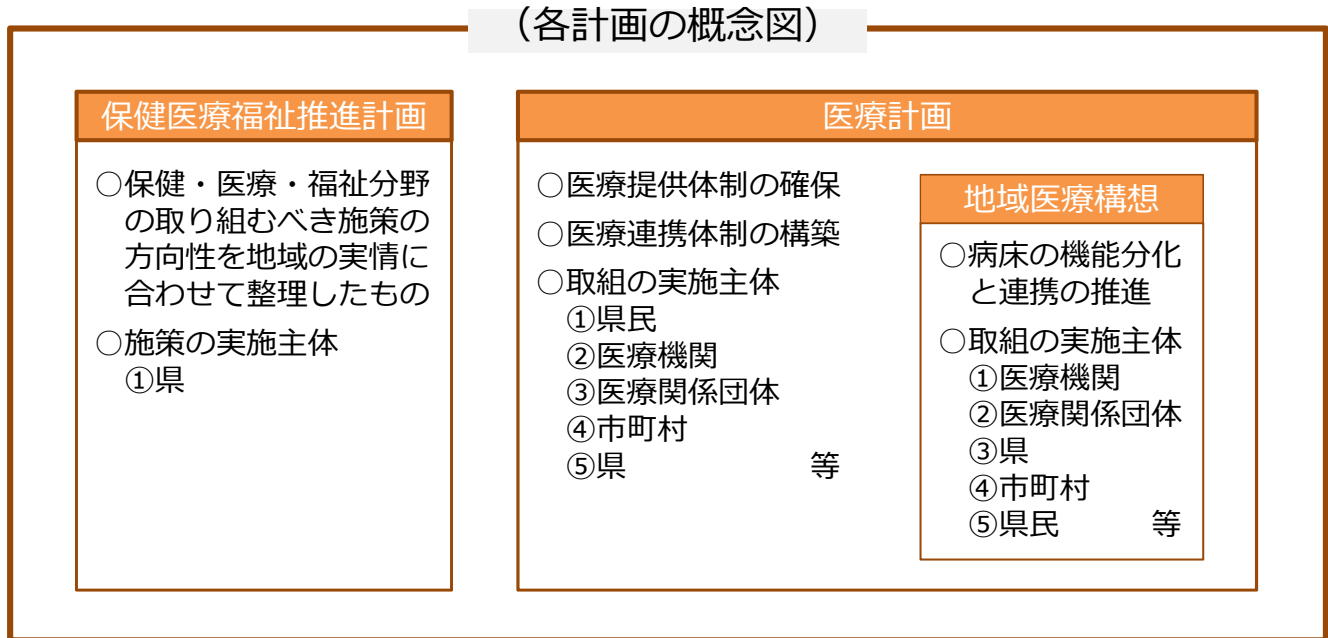 （各計画の概念図）
保健医療福祉推進計画
○保健・医療・福祉分野
の取り組むべき施策の
方向性を地域の実情に
合わせて整理したもの
○施策の実施主体
①県
医療計画
○医療提供体制の確保
○医療連携体制の構築
○取組の実施主体
①県民
②医療機関
③医療関係団体
④市町村
⑤県　　　　　等
地域医療構想
○病床の機能分化
と連携の推進
○取組の実施主体
①医療機関
②医療関係団体
③県
④市町村
⑤県民　　等